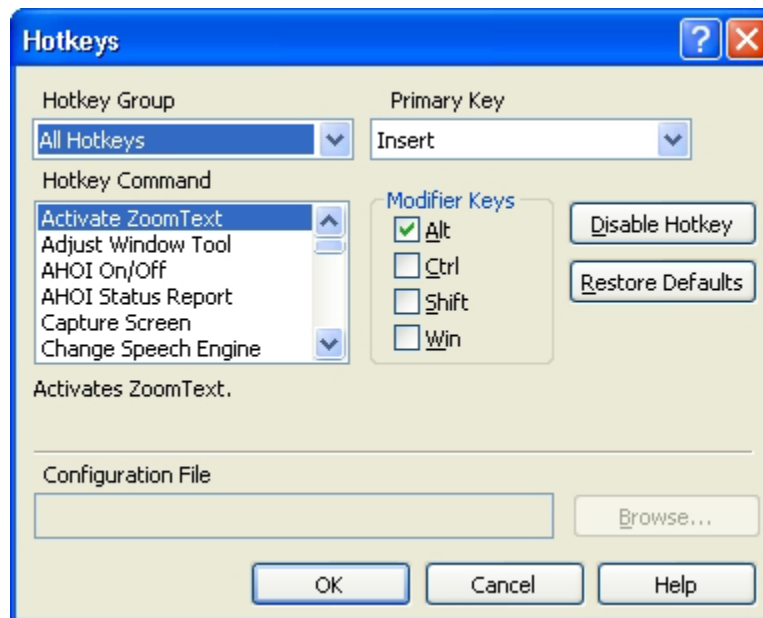 Hotkeys
Hotkey Group
Primary Key
All Hotkeys
Insert
Hotkey Command
Activate ZoomText
Adjust Window Tool
AHOI On/Off
AHOI Status Report
Capture Screen
Change Speech Engine
Modifier Keys
Alt
Ctrl
Shift
Win
Disable Hotkey
Restore Defaults
Activates ZoomText.
Configuration File
Browse...
OK
Cancel
Help